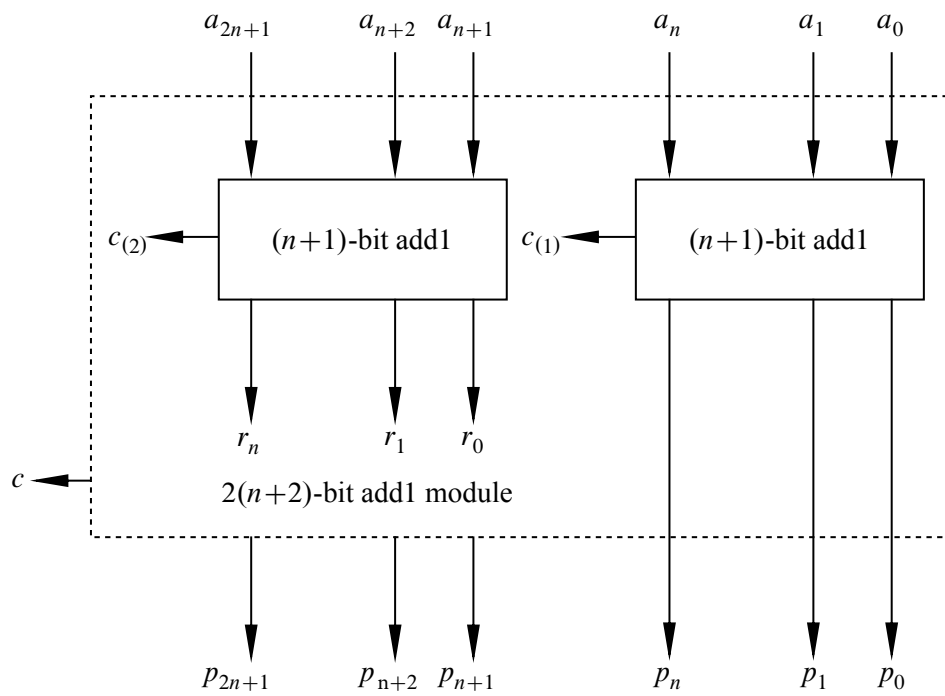 a_{2n+1} a_{n+2} a_{n+1} a_n a_1 a_0
c_{(2)} (n+1)-bit add1 c_{(1)} (n+1)-bit add1
r_n r_1 r_0
c 2(n+2)-bit add1 module
p_{2n+1} p_{n+2} p_{n+1} p_n p_1 p_0